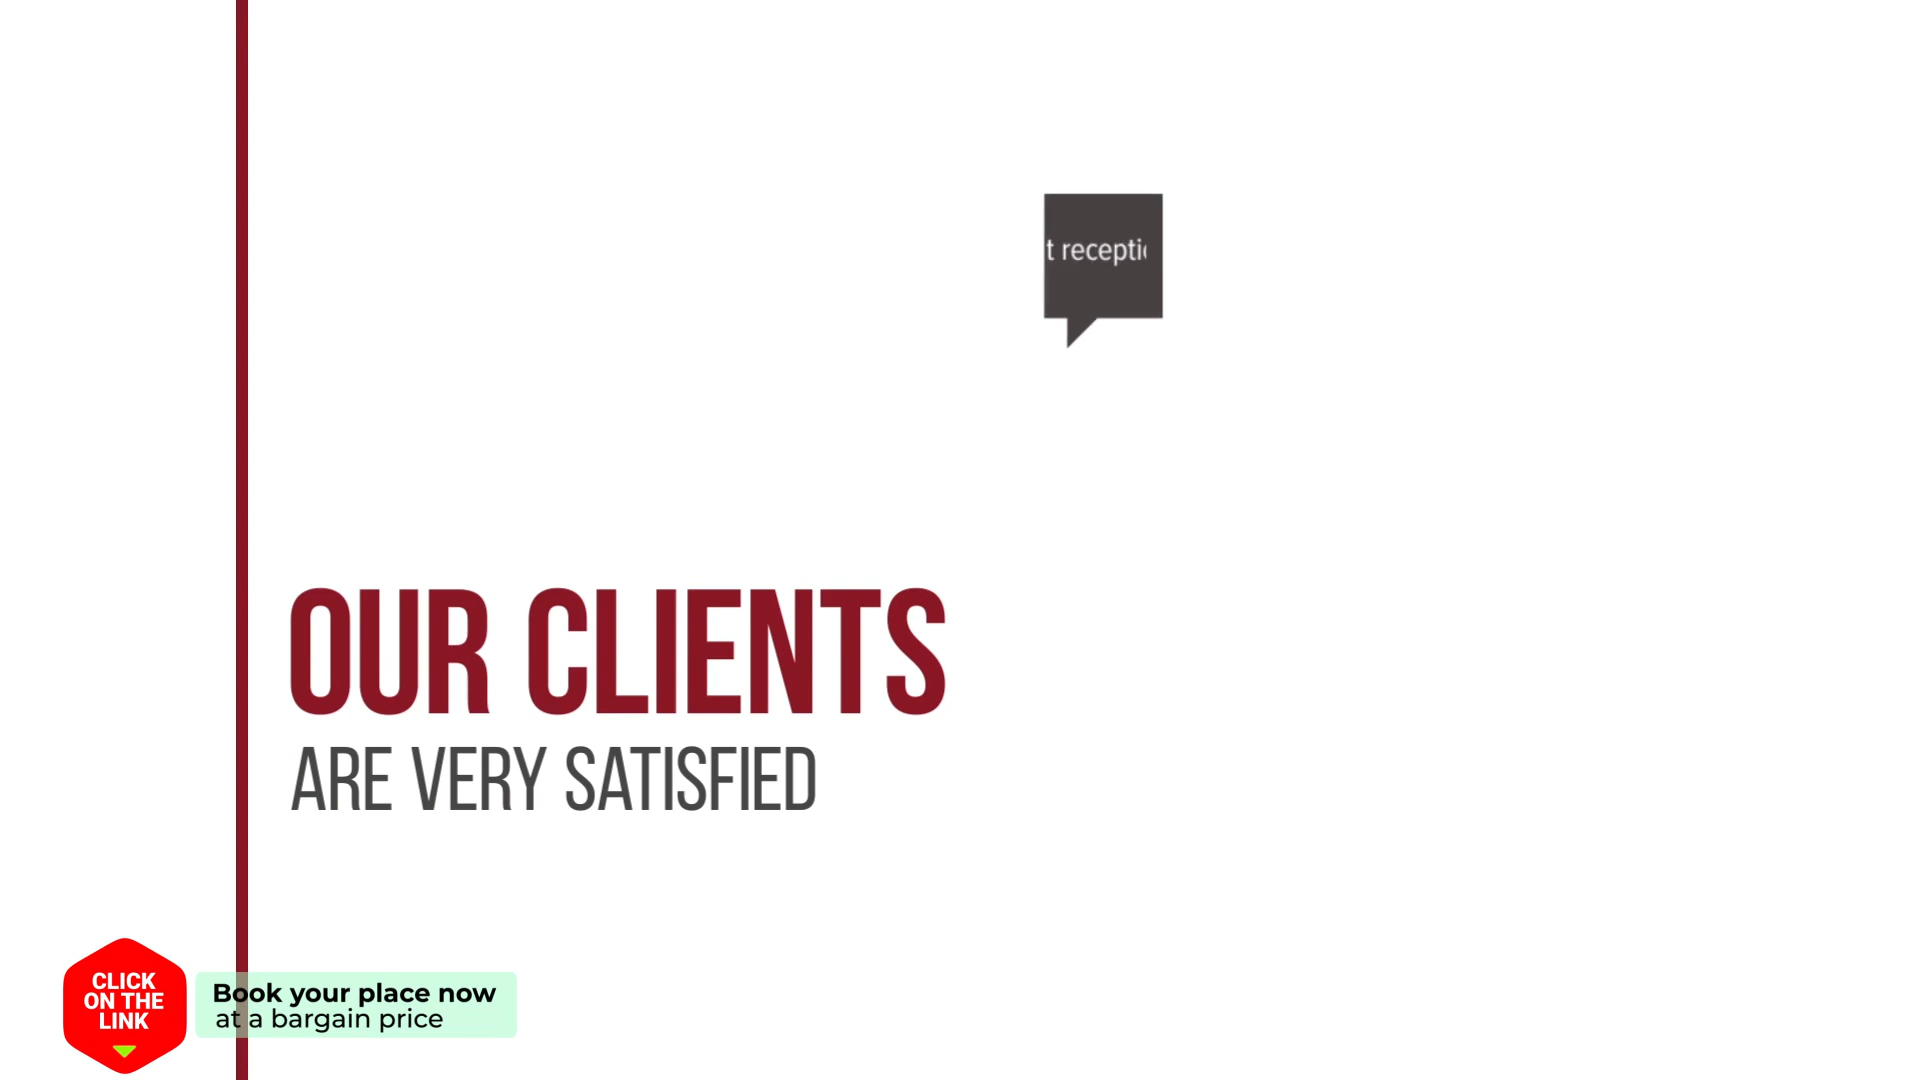 t recepti
OUR CLIENTS
ARE VERY SATISFIED
CLICK
ON THE
LINK
Book your place now
at a bargain price